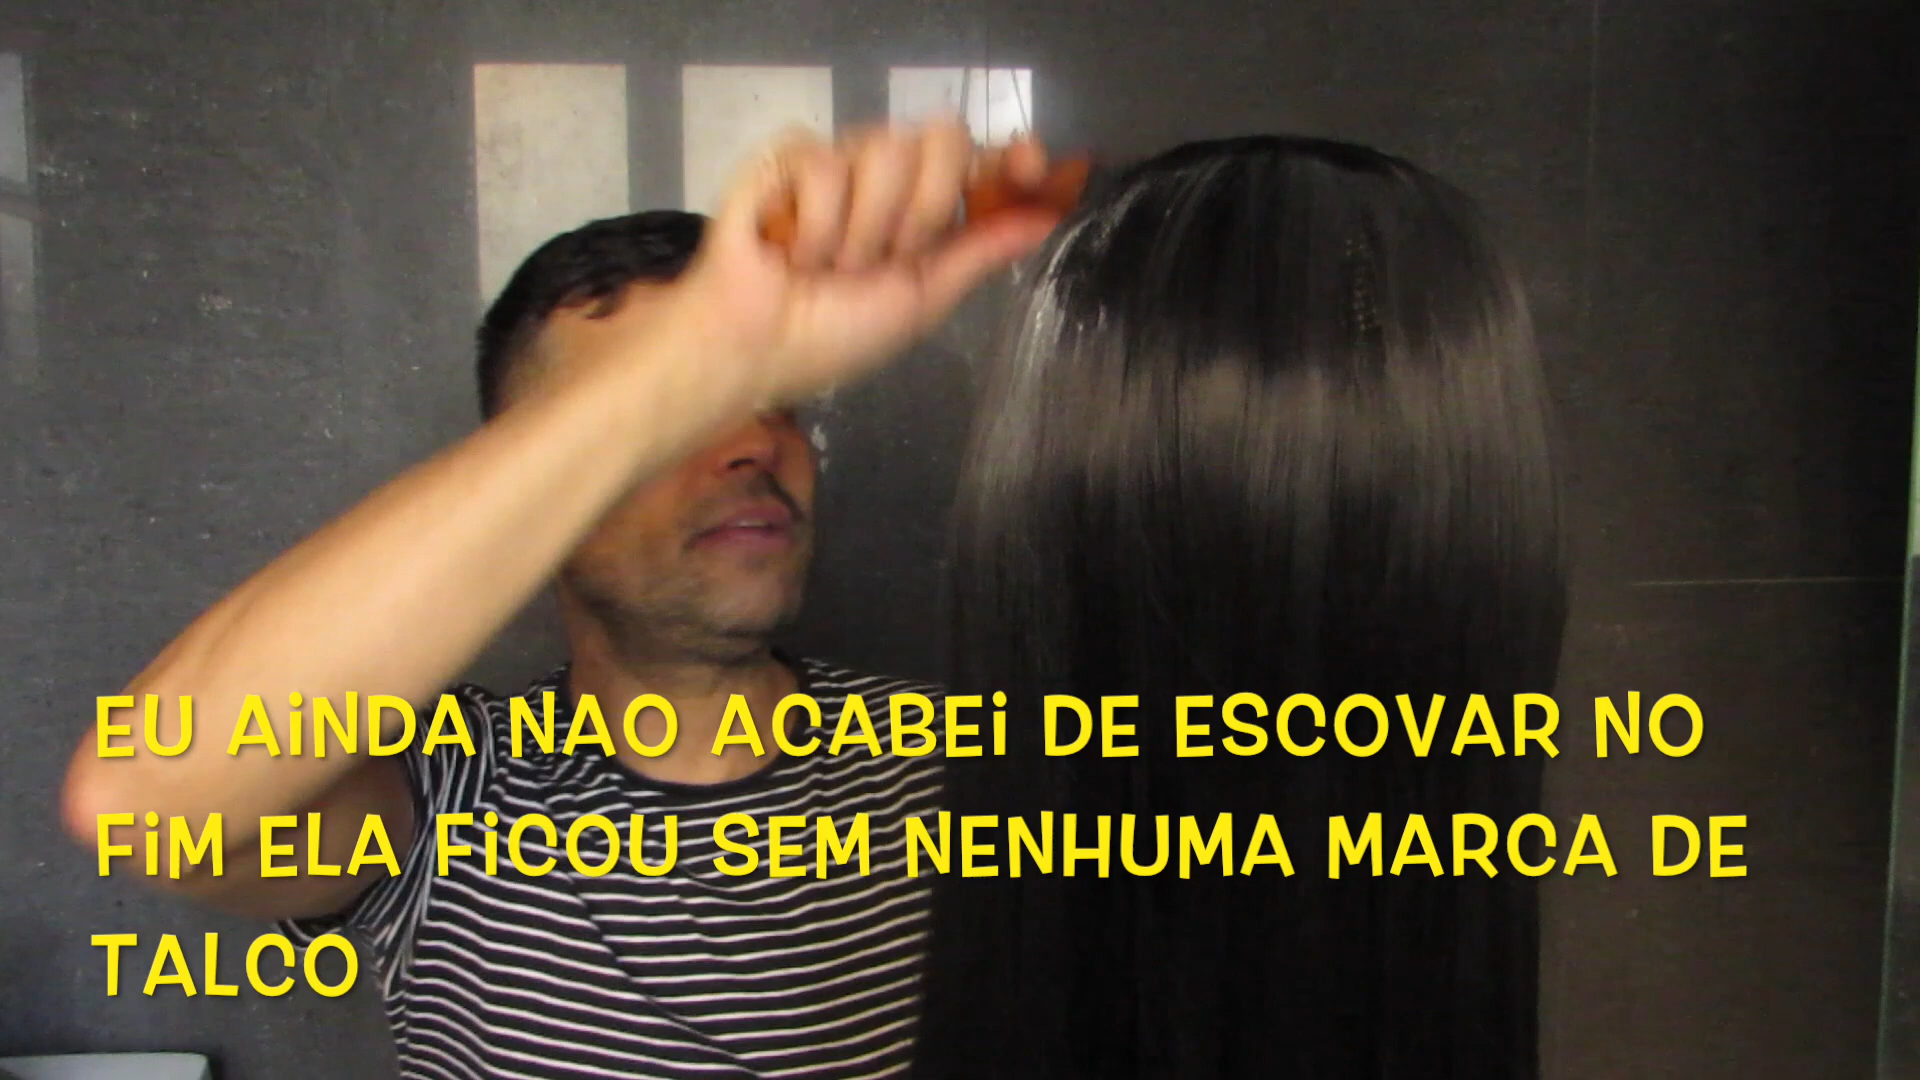 EU AiNDA NAO ACABEi DE ESCOVAR NO
FiM ELA FiCOU SEM NENHUMA MARCA DE
TALCO